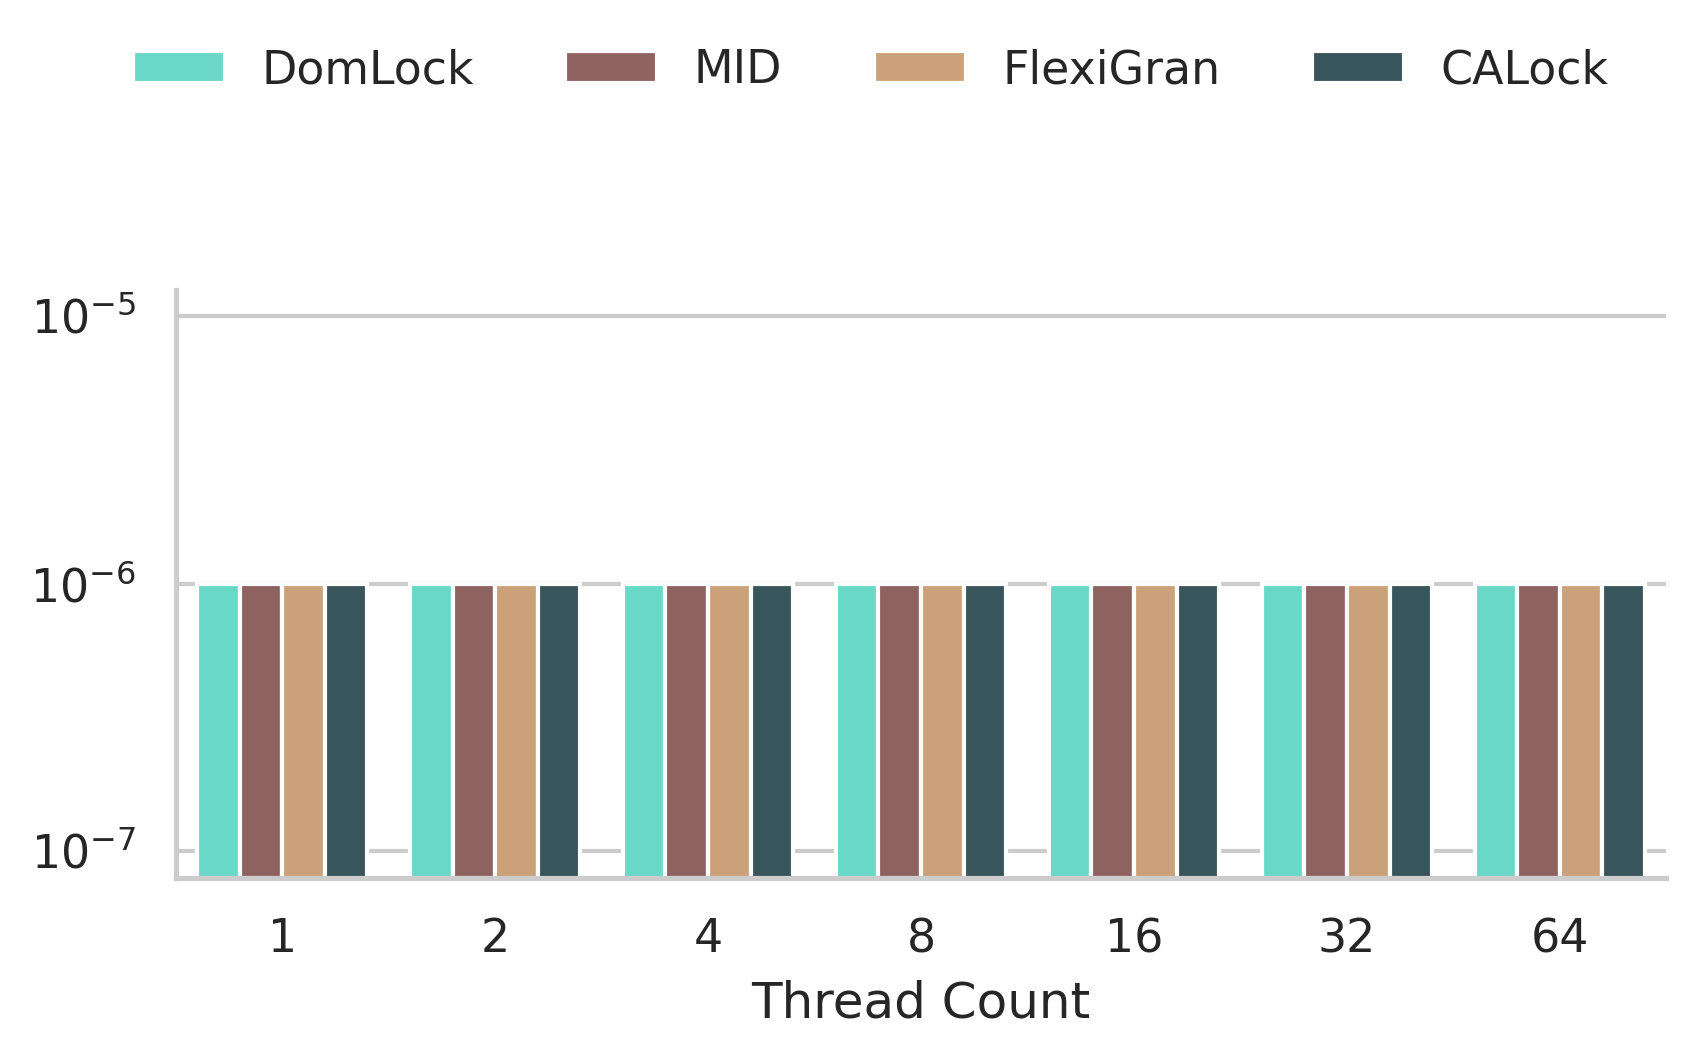 DomLock MID FlexiGran CALock
10⁻⁵
10⁻⁶
10⁻⁷
1 2 4 8 16 32 64
Thread Count